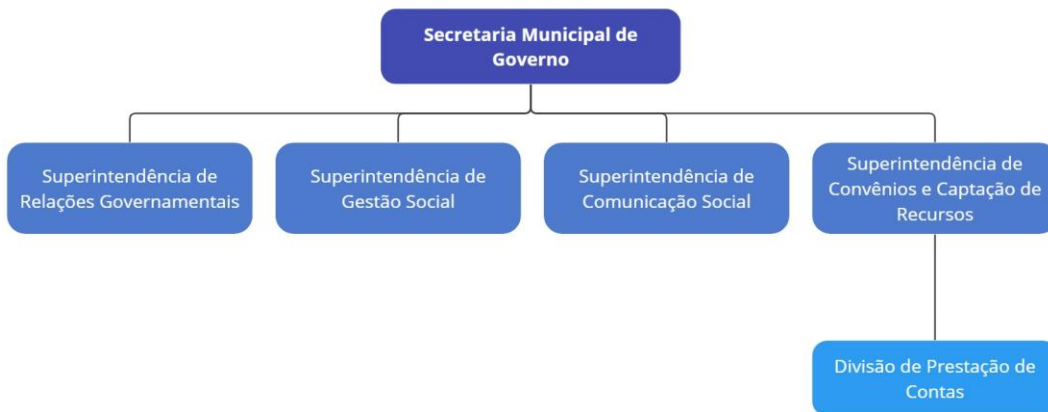 Secretaria Municipal de
Governo
Superintendência de
Relações Governamentais
Superintendência de
Gestão Social
Superintendência de
Comunicação Social
Superintendência de
Convênios e Captação de
Recursos
Divisão de Prestação de
Contas